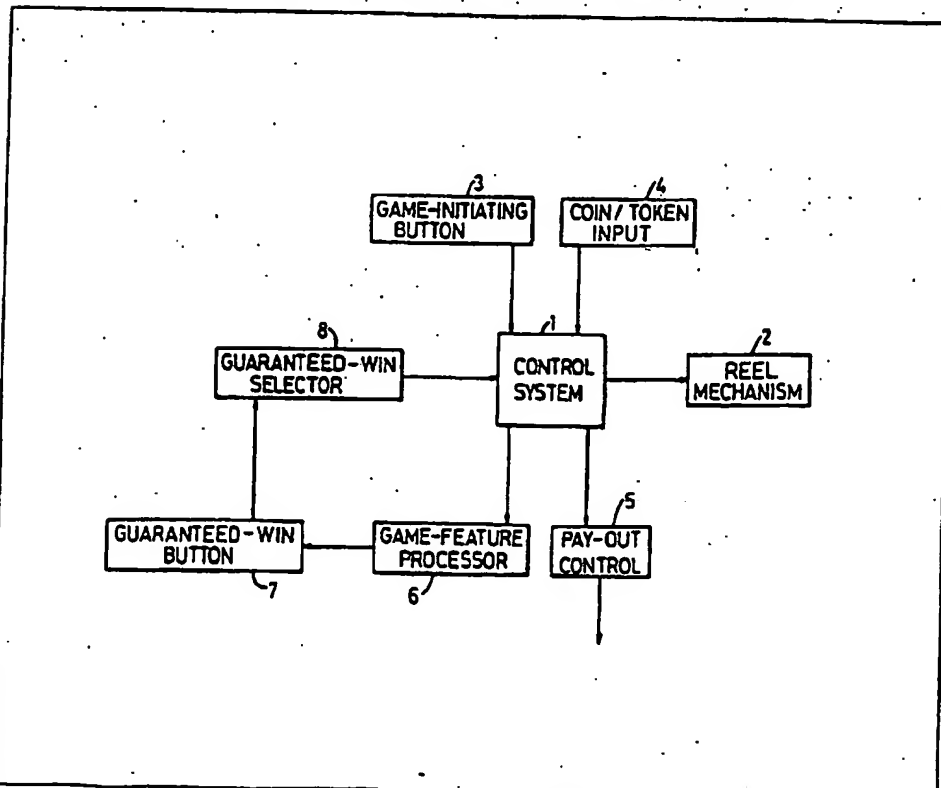 3
GAME-INITIATING
BUTTON
4
COIN/TOKEN
INPUT
8
GUARANTEED-WIN
SELECTOR
1
CONTROL
SYSTEM
2
REEL
MECHANISM
GUARANTEED-WIN
BUTTON
7
GAME-FEATURE
PROCESSOR
6
5
PAY-OUT
CONTROL